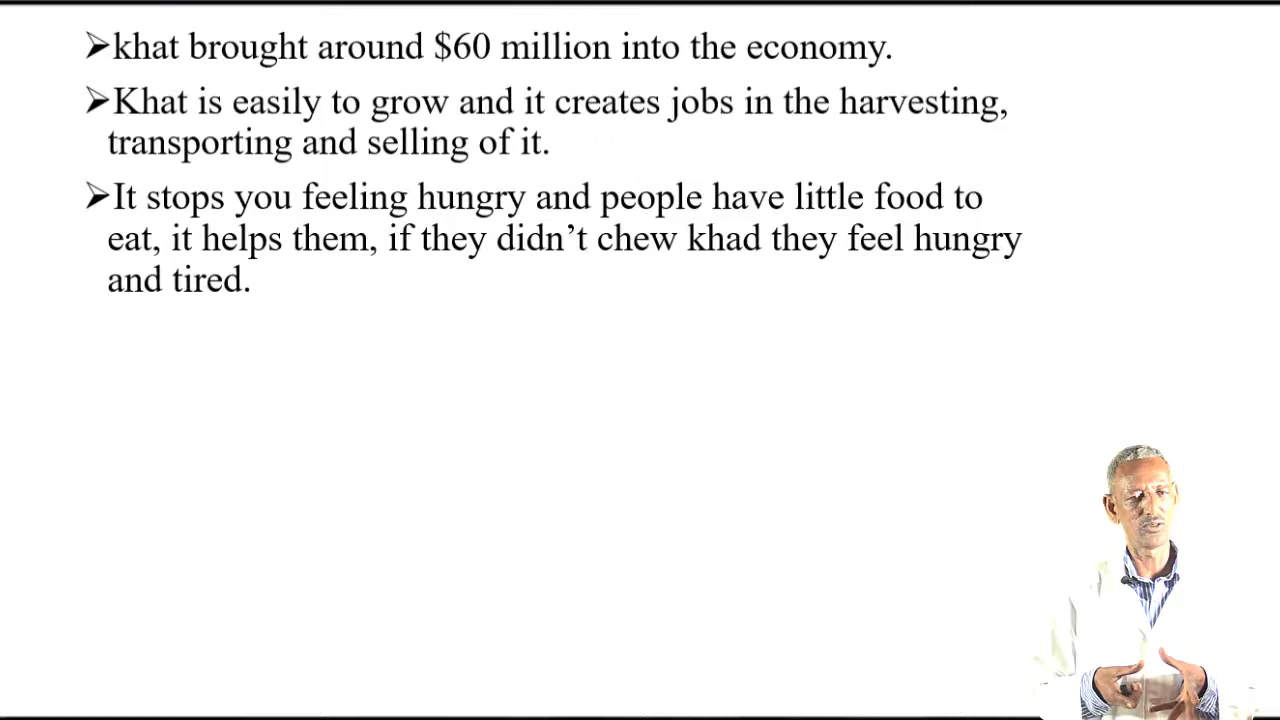 ➢khat brought around $60 million into the economy.
➢Khat is easily to grow and it creates jobs in the harvesting,
transporting and selling of it.
➢It stops you feeling hungry and people have little food to
eat, it helps them, if they didn’t chew khad they feel hungry
and tired.